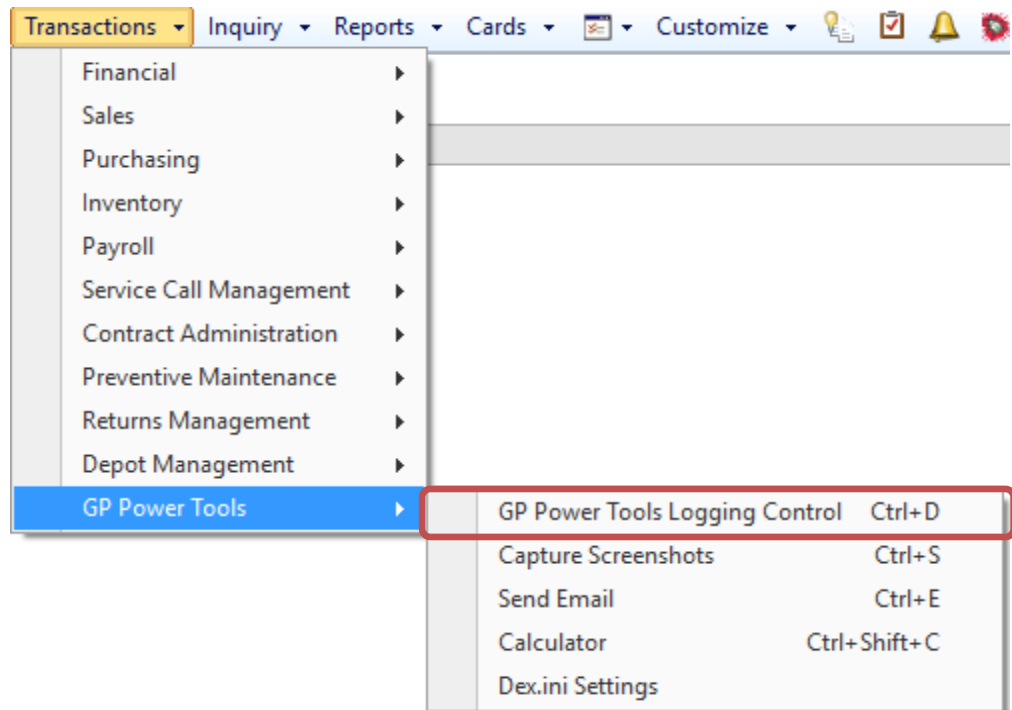 Transactions Inquiry Reports Cards Customize
Financial
Sales
Purchasing
Inventory
Payroll
Service Call Management
Contract Administration
Preventive Maintenance
Returns Management
Depot Management
GP Power Tools
GP Power Tools Logging Control Ctrl+D
Capture Screenshots Ctrl+S
Send Email Ctrl+E
Calculator Ctrl+Shift+C
Dex.ini Settings